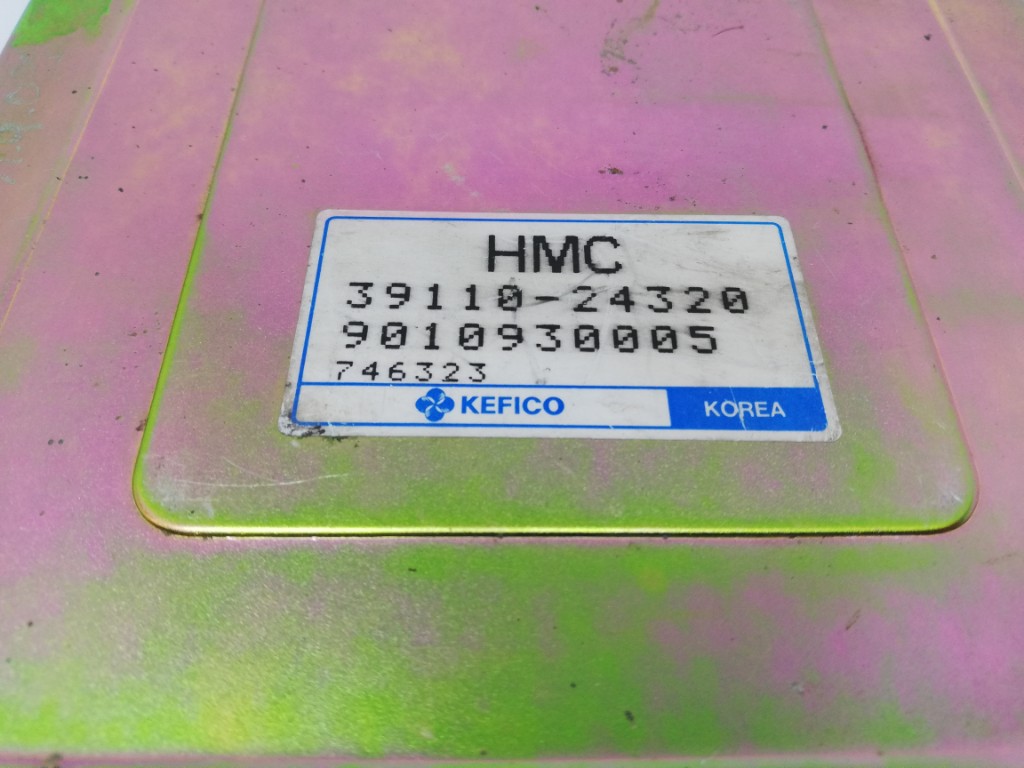 HMC
39110-24320
9010930005
746323
KEFICO
KOREA